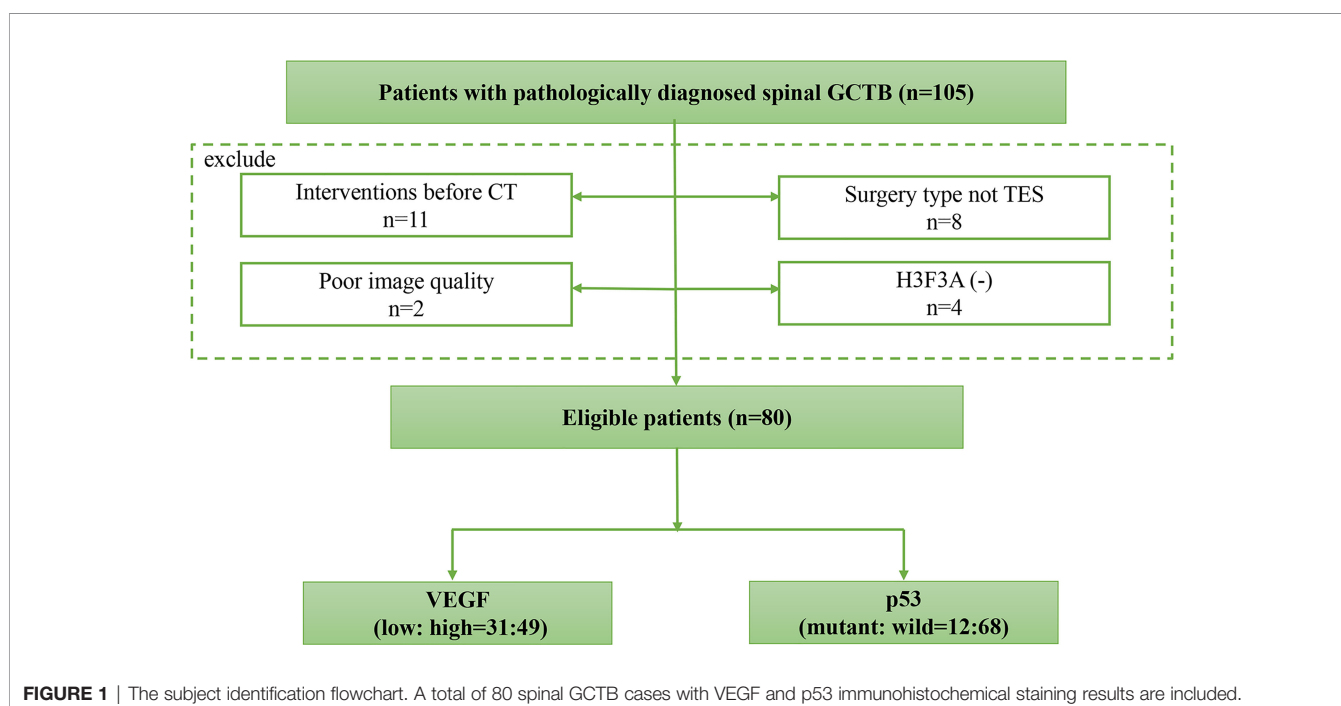 Patients with pathologically diagnosed spinal GCTB (n=105)
exclude
Interventions before CT
n=11
Surgery type not TES
n=8
Poor image quality
n=2
H3F3A (-)
n=4
Eligible patients (n=80)
VEGF
(low: high=31:49)
p53
(mutant: wild=12:68)
FIGURE 1 | The subject identification flowchart. A total of 80 spinal GCTB cases with VEGF and p53 immunohistochemical staining results are included.